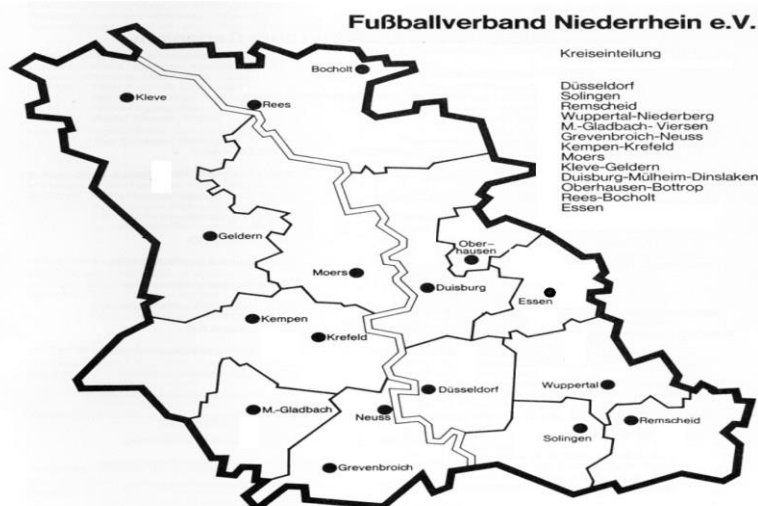 Fußballverband Niederrhein e.V.
Kreiseinteilung
Düsseldorf
Solingen
Remscheid
Wuppertal-Niederberg
M.-Gladbach- Viersen
Grevenbroich-Neuss
Kempen-Krefeld
Moers
Kleve-Geldern
Duisburg-Mülheim-Dinslaken
Oberhausen-Bottrop
Rees-Bocholt
Essen
Bocholt
Kleve
Rees
Geldern
Ober-
hausen
Moers
Duisburg
Essen
Kempen
Krefeld
Düsseldorf
Wuppertal
M.-Gladbach
Neuss
Remscheid
Solingen
Grevenbroich